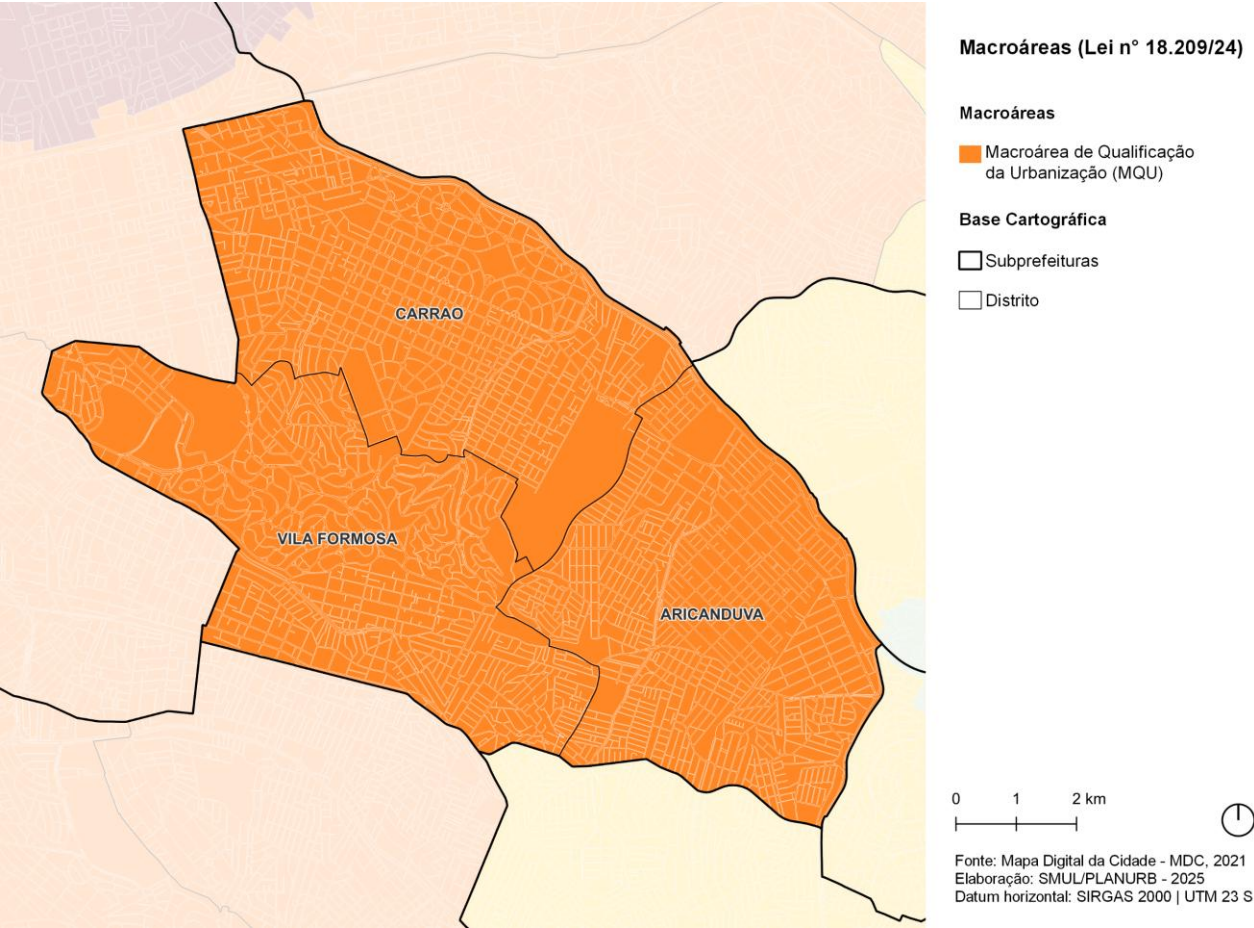 Macroáreas (Lei n° 18.209/24)
Macroáreas
Macroárea de Qualificação
da Urbanização (MQU)
Base Cartográfica
Subprefeituras
Distrito
CARRAO
VILA FORMOSA
ARICANDUVA
0 1 2 km
Fonte: Mapa Digital da Cidade - MDC, 2021
Elaboração: SMUL/PLANURB - 2025
Datum horizontal: SIRGAS 2000 | UTM 23 S